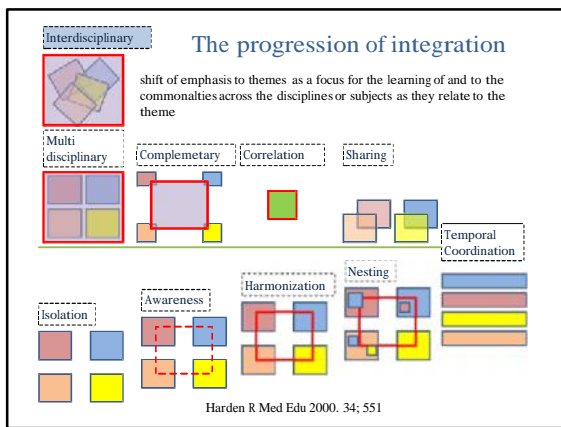 Interdisciplinary
The progression of integration
shift of emphasis to themes as a focus for the learning of and to the
commonalties across the disciplines or subjects as they relate to the
theme
Multi
disciplinary
Complemetary
Correlation
Sharing
Temporal
Coordination
Nesting
Harmonization
Awareness
Isolation
Harden R Med Edu 2000. 34; 551